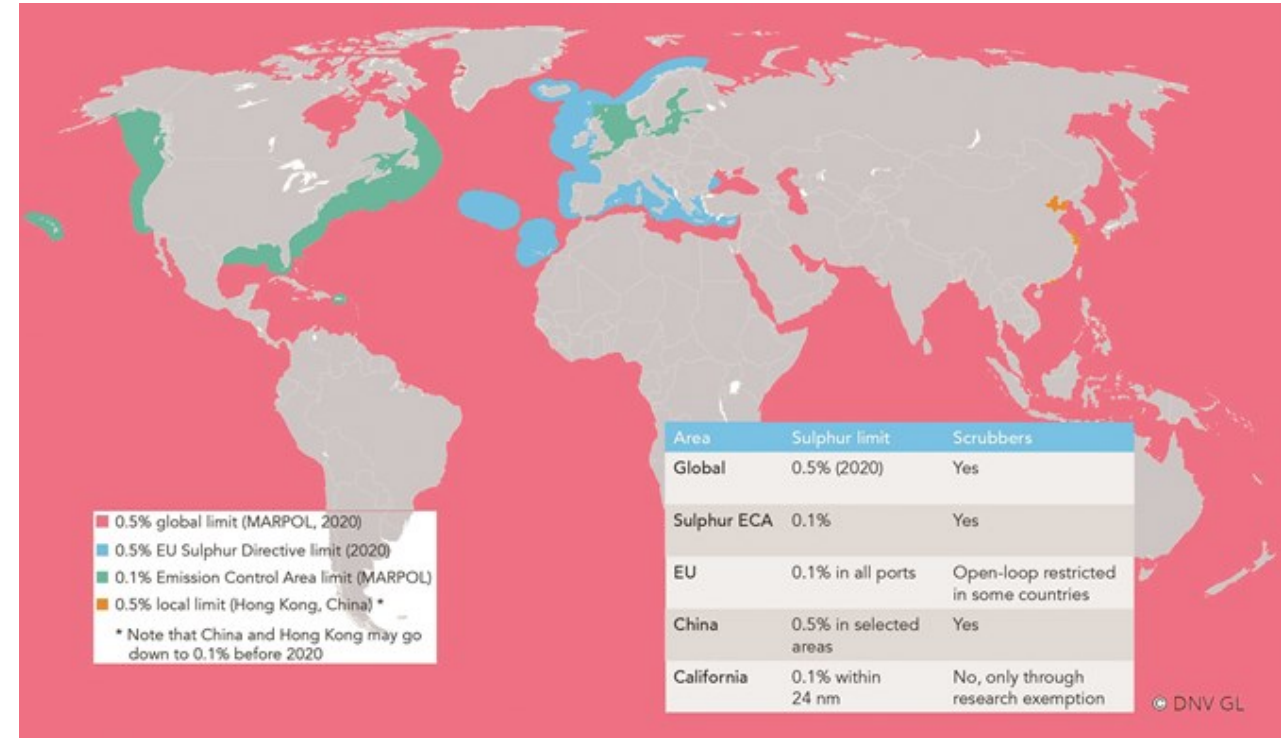 Area Sulphur limit Scrubbers
Global 0.5% (2020) Yes
Sulphur ECA 0.1% Yes
EU 0.1% in all ports Open-loop restricted
in some countries
China 0.5% in selected Yes
areas
California 0.1% within No, only through
24 nm research exemption
0.5% global limit (MARPOL, 2020)
0.5% EU Sulphur Directive limit (2020)
0.1% Emission Control Area limit (MARPOL)
0.5% local limit (Hong Kong, China) *
* Note that China and Hong Kong may go
down to 0.1% before 2020
© DNV GL